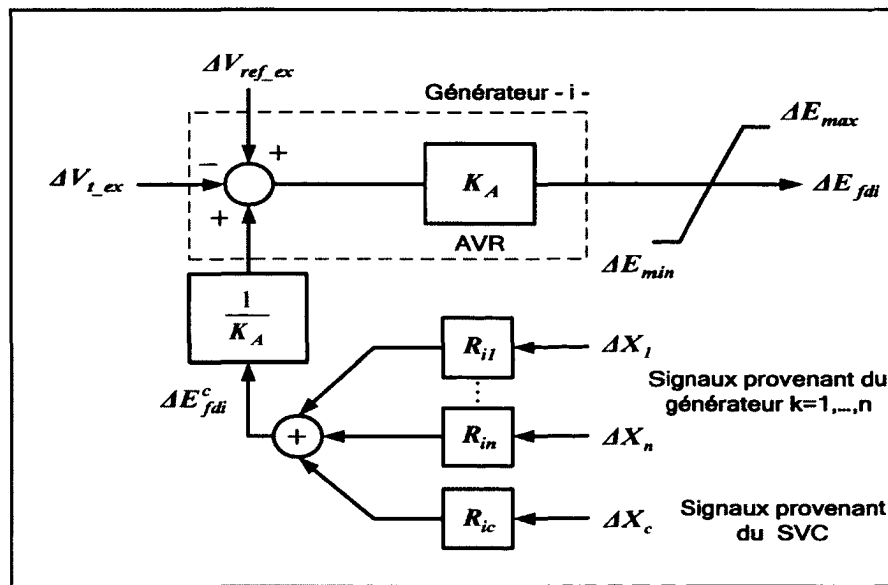 ΔV_ref_ex
Générateur - i -
ΔE_max
+
−
ΔV_t_ex
K_A
ΔE_fdi
+
AVR
ΔE_min
1
K_A
R_i1
ΔX_1
Signaux provenant du
générateur k=1,...,n
ΔE^c_fdi
⋮
+
R_in
ΔX_n
R_ic
ΔX_c
Signaux provenant
du SVC